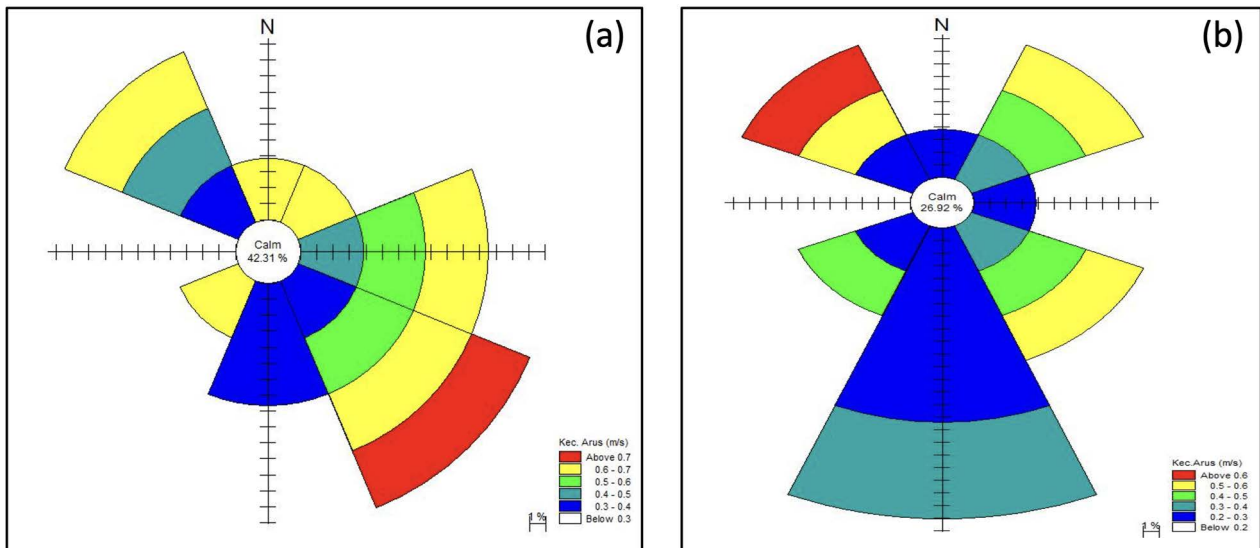 (a)
N
Calm
42.31 %
Kec. Arus (m/s)
Above 0.7
0.6 - 0.7
0.5 - 0.6
0.4 - 0.5
0.3 - 0.4
Below 0.3
1 %
(b)
N
Calm
26.92 %
Kec.Arus (m/s)
Above 0.6
0.5 - 0.6
0.4 - 0.5
0.3 - 0.4
0.2 - 0.3
Below 0.2
1 %